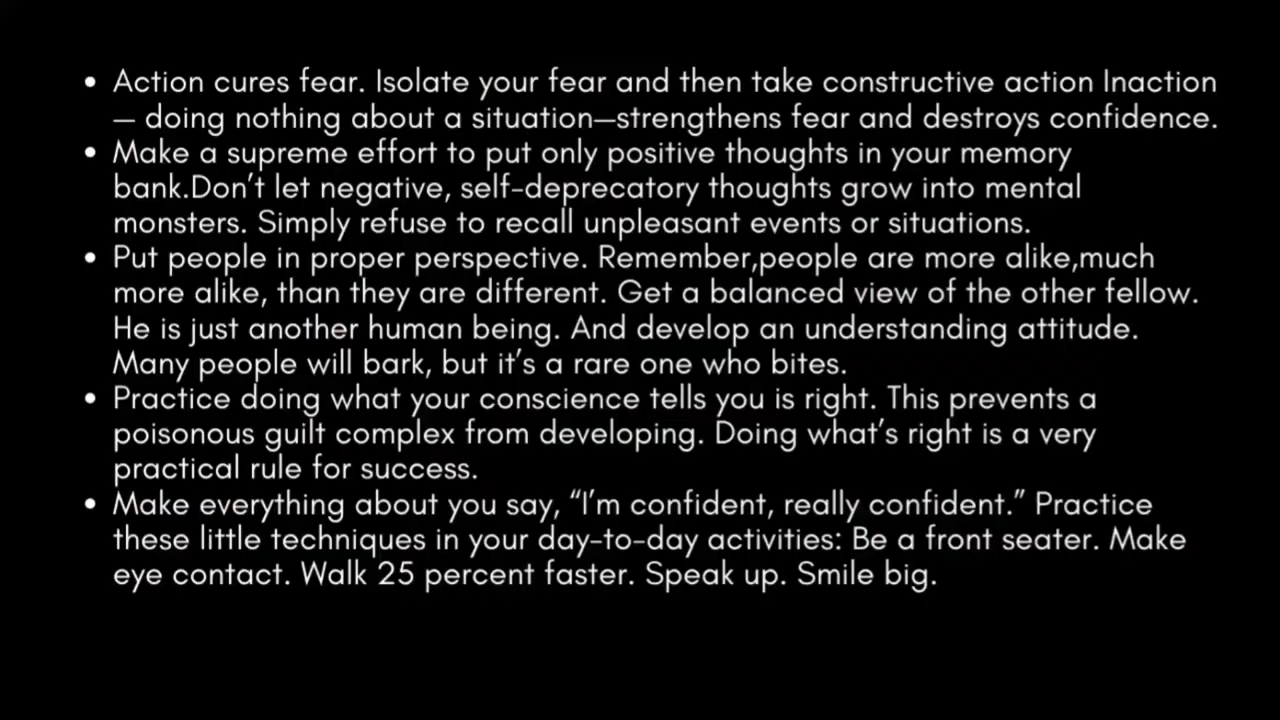 • Action cures fear. Isolate your fear and then take constructive action Inaction
— doing nothing about a situation—strengthens fear and destroys confidence.
• Make a supreme effort to put only positive thoughts in your memory
bank.Don't let negative, self-deprecatory thoughts grow into mental
monsters. Simply refuse to recall unpleasant events or situations.
• Put people in proper perspective. Remember,people are more alike,much
more alike, than they are different. Get a balanced view of the other fellow.
He is just another human being. And develop an understanding attitude.
Many people will bark, but it's a rare one who bites.
• Practice doing what your conscience tells you is right. This prevents a
poisonous guilt complex from developing. Doing what's right is a very
practical rule for success.
• Make everything about you say, “I'm confident, really confident.” Practice
these little techniques in your day-to-day activities: Be a front seater. Make
eye contact. Walk 25 percent faster. Speak up. Smile big.